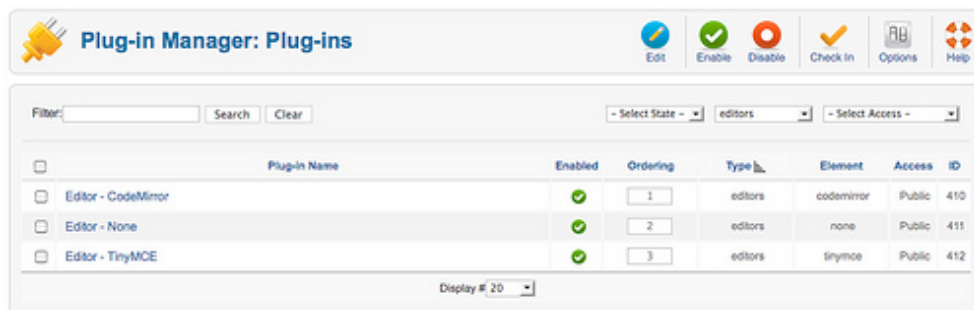 Plug-in Manager: Plug-ins
Edit Enable Disable Check In Options Help
Filter: Search Clear - Select State - editors - Select Access -
Plug-in Name Enabled Ordering Type Element Access ID
Editor - CodeMirror 1 editors codemirror Public 410
Editor - None 2 editors none Public 411
Editor - TinyMCE 3 editors tinymce Public 412
Display # 20